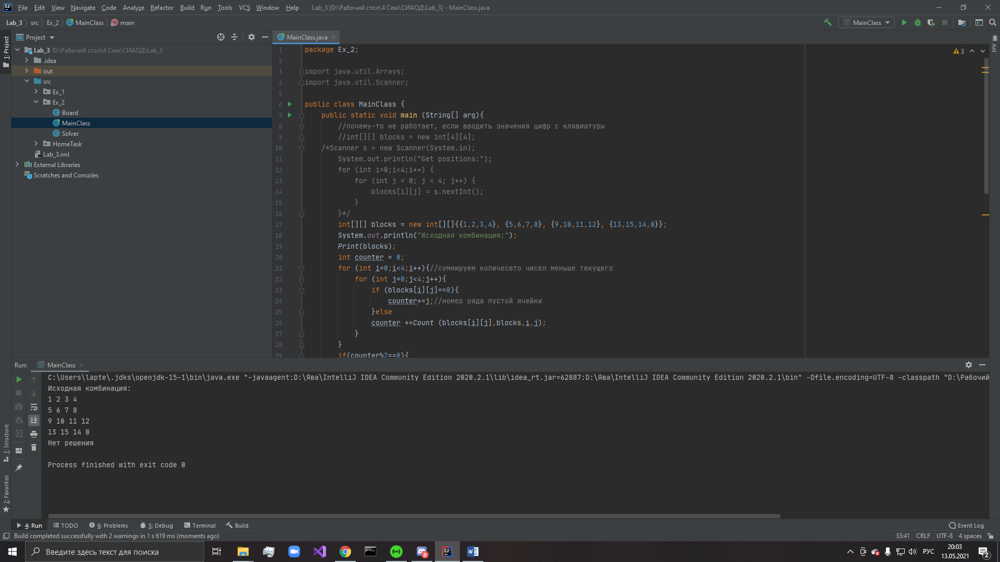 File Edit View Navigate Code Analyze Refactor Build Run Tools VCS Window Help Lab_3 [D:\Рабочий стол\4 Сем\СИАОД\Lab_3] - MainClass.java
Lab_3 src Ex_2 MainClass main MainClass
1: Project
Project
MainClass.java
Ant
Lab_3 D:\Рабочий стол\4 Сем\СИАОД\Lab_3
.idea
out
src
Ex_1
Ex_2
Board
MainClass
Solver
HomeTask
Lab_3.iml
External Libraries
Scratches and Consoles
3
1 package Ex_2;
2
3 import java.util.Arrays;
4 import java.util.Scanner;
5
6 public class MainClass {
7 public static void main (String[] arg){
8 //почему-то не работает, если вводить значения цифр с клавиатуры
9 //int[][] blocks = new int[4][4];
10 /*Scanner s = new Scanner(System.in);
11 System.out.println("Get positions:");
12 for (int i=0;i<4;i++) {
13 for (int j = 0; j < 4; j++) {
14 blocks[i][j] = s.nextInt();
15 }
16 }*/
17 int[][] blocks = new int[][]{{1,2,3,4}, {5,6,7,8}, {9,10,11,12}, {13,15,14,0}};
18 System.out.println("Исходная комбинация:");
19 Print(blocks);
20 int counter = 0;
21 for (int i=0;i<4;i++){//суммируем количесвто чисел меньше текущего
22 for (int j=0;j<4;j++){
23 if (blocks[i][j]==0){
24 counter+=j;//номер ряда пустой ячейки
25 }else
26 counter +=Count (blocks[i][j],blocks,i,j);
27 }
28 }
29 if(counter%2==0){
Run: MainClass
C:\Users\lapte\.jdks\openjdk-15-1\bin\java.exe "-javaagent:D:\Ява\IntelliJ IDEA Community Edition 2020.2.1\lib\idea_rt.jar=62887:D:\Ява\IntelliJ IDEA Community Edition 2020.2.1\bin" -Dfile.encoding=UTF-8 -classpath "D:\Рабочий
Исходная комбинация:
1 2 3 4
5 6 7 8
9 10 11 12
13 15 14 0
Нет решения
Process finished with exit code 0
7: Structure
2: Favorites
4: Run TODO 6: Problems 5: Debug Terminal Build Event Log
Build completed successfully with 2 warnings in 1 s 619 ms (moments ago) 33:41 CRLF UTF-8 4 spaces
Введите здесь текст для поиска
8
РУС
20:03
13.05.2021
2